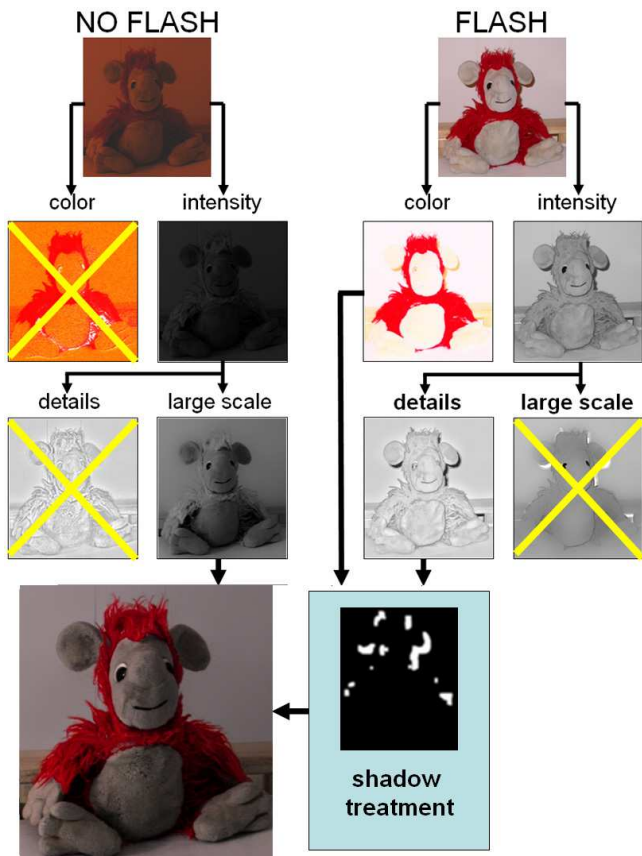 NO FLASH
FLASH
color
intensity
color
intensity
details
large scale
details
large scale
shadow
treatment